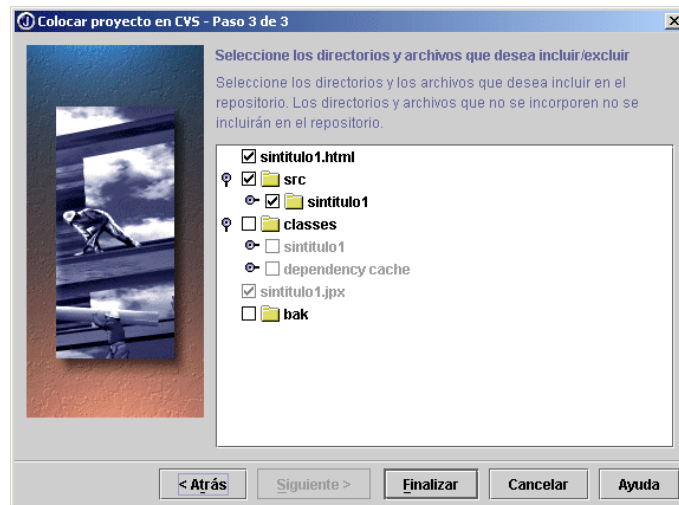 Colocar proyecto en CVS - Paso 3 de 3
Seleccione los directorios y archivos que desea incluir/excluir
Seleccione los directorios y los archivos que desea incluir en el
repositorio. Los directorios y archivos que no se incorporen no se
incluirán en el repositorio.
sintitulo1.html
src
sintitulo1
classes
sintitulo1
dependency cache
sintitulo1.jpx
bak
< Atrás
Siguiente >
Finalizar
Cancelar
Ayuda